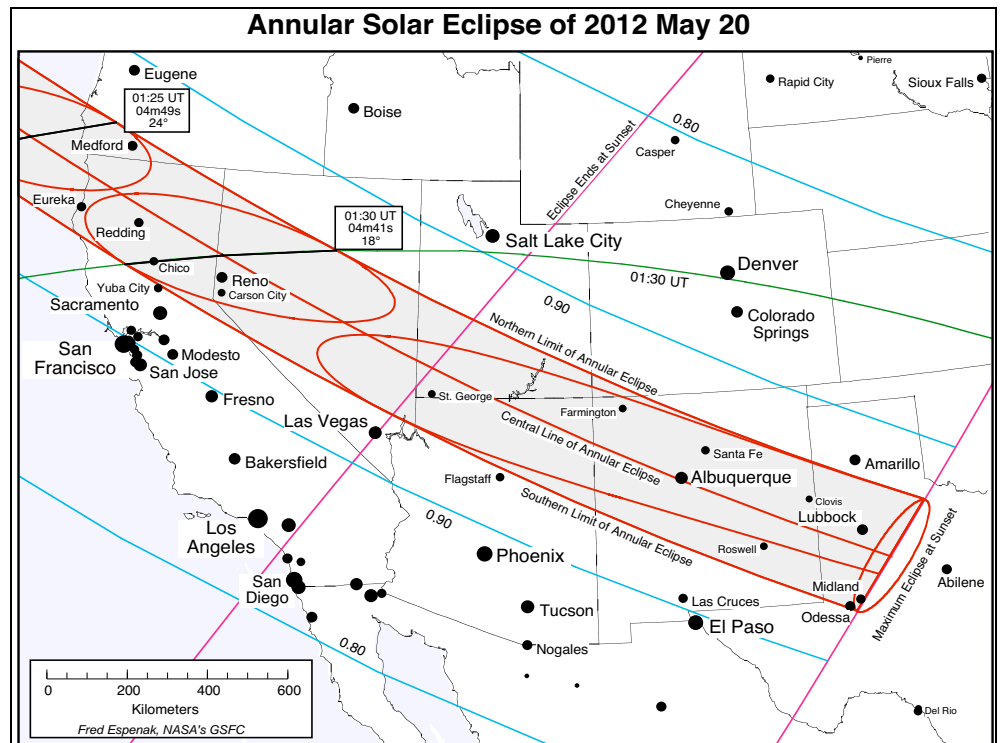 Annular Solar Eclipse of 2012 May 20
Pierre
Eugene
Rapid City
Sioux Falls
01:25 UT
04m49s
24°
Boise
0.80
Medford
Casper
Eclipse Ends at Sunset
Eureka
Cheyenne
Redding
01:30 UT
04m41s
18°
Salt Lake City
Chico
Denver
Reno
01:30 UT
Yuba City
Carson City
0.90
Sacramento
Colorado
Springs
Northern Limit of Annular Eclipse
San
Francisco
Modesto
San Jose
Fresno
St. George
Farmington
Las Vegas
Central Line of Annular Eclipse
Santa Fe
Bakersfield
Amarillo
Flagstaff
Albuquerque
Southern Limit of Annular Eclipse
Clovis
0.90
Lubbock
Los
Angeles
Phoenix
Roswell
Maximum Eclipse at Sunset
Abilene
San
Diego
Midland
Las Cruces
Tucson
Odessa
El Paso
0.80
Nogales
0 200 400 600
Kilometers
Del Rio
Fred Espenak, NASA's GSFC